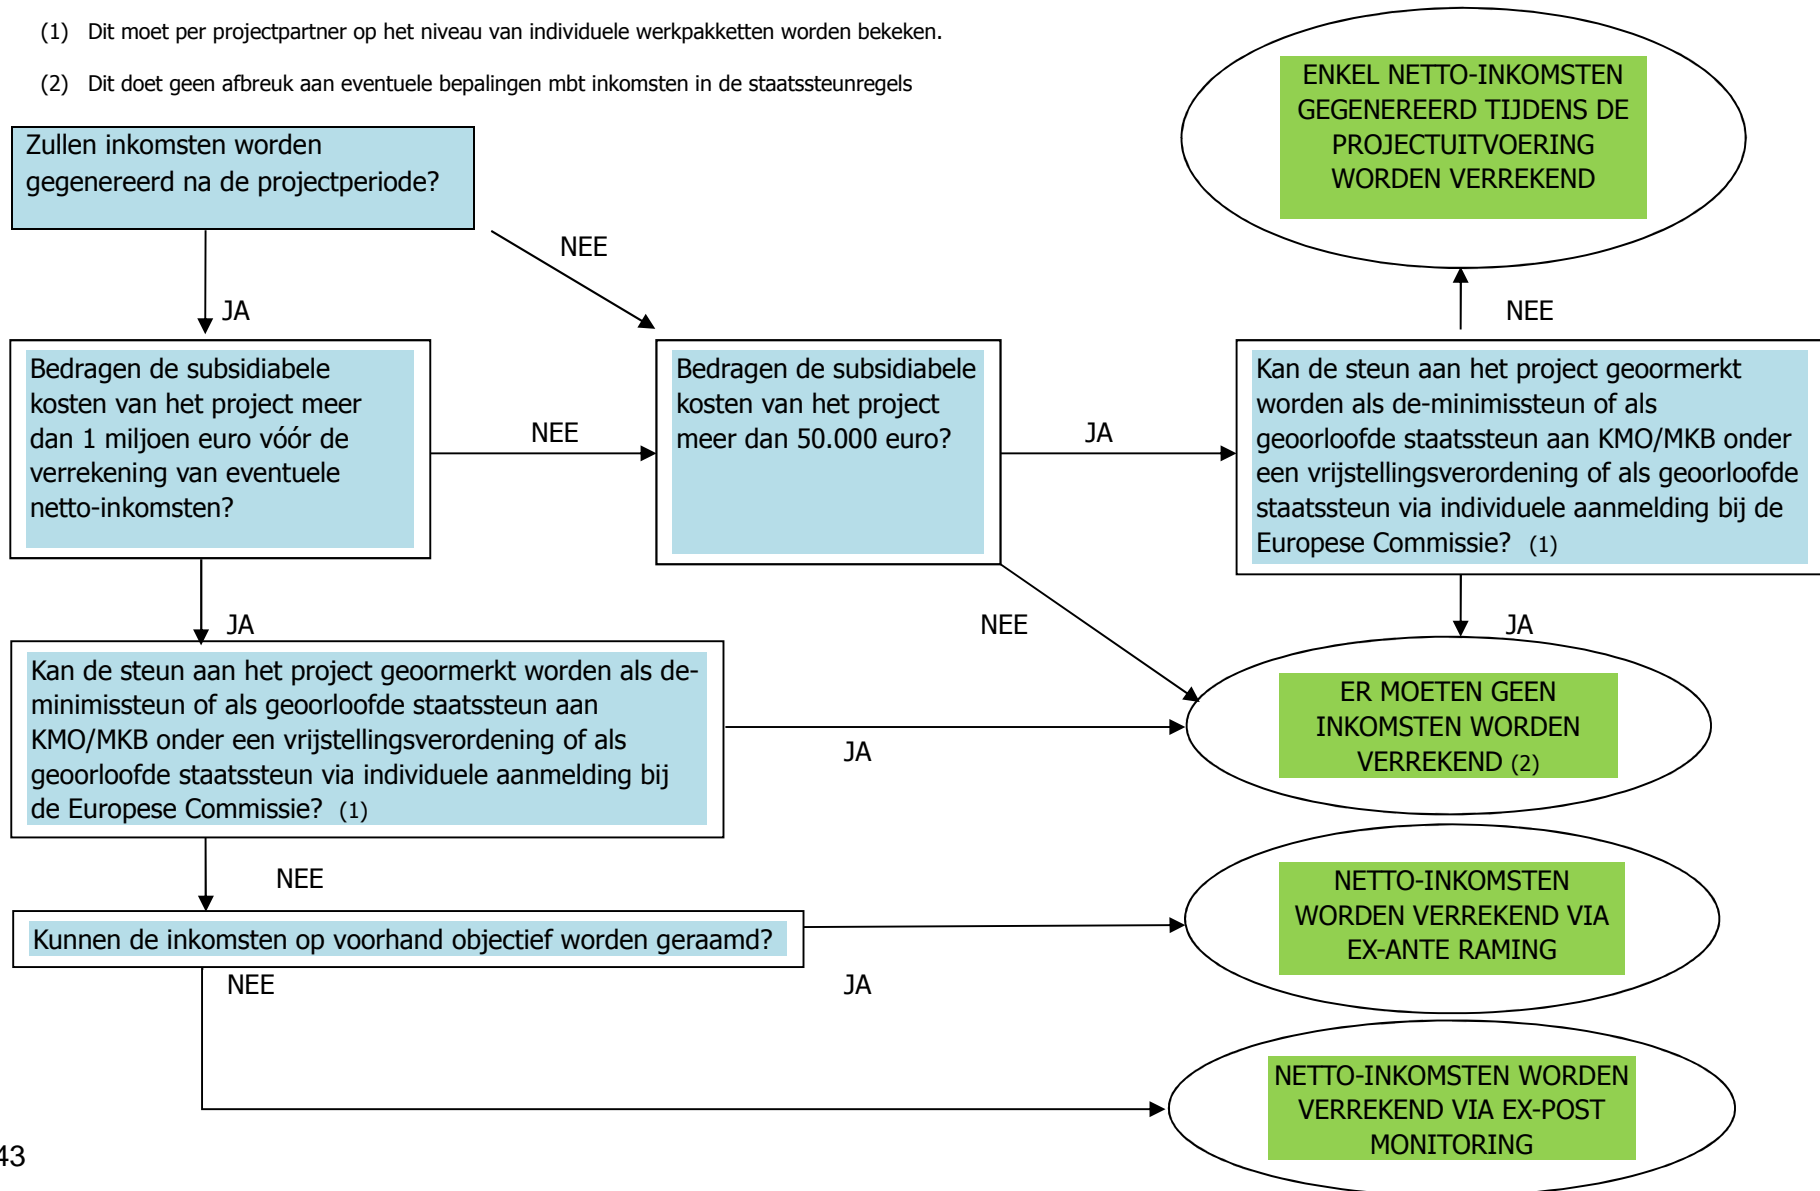 (1) Dit moet per projectpartner op het niveau van individuele werkpakketten worden bekeken.
(2) Dit doet geen afbreuk aan eventuele bepalingen mbt inkomsten in de staatssteunregels
ENKEL NETTO-INKOMSTEN
GEGENEREERD TIJDENS DE
PROJECTUITVOERING
WORDEN VERREKEND
Zullen inkomsten worden
gegenereerd na de projectperiode?
NEE
JA
NEE
Bedragen de subsidiabele
kosten van het project meer
dan 1 miljoen euro vóór de
verrekening van eventuele
netto-inkomsten?
NEE
Bedragen de subsidiabele
kosten van het project
meer dan 50.000 euro?
JA
Kan de steun aan het project geoormerkt
worden als de-minimissteun of als
geoorloofde staatssteun aan KMO/MKB onder
een vrijstellingsverordening of als geoorloofde
staatssteun via individuele aanmelding bij de
Europese Commissie? (1)
JA
NEE
JA
Kan de steun aan het project geoormerkt worden als de-
minimissteun of als geoorloofde staatssteun aan
KMO/MKB onder een vrijstellingsverordening of als
geoorloofde staatssteun via individuele aanmelding bij
de Europese Commissie? (1)
JA
ER MOETEN GEEN
INKOMSTEN WORDEN
VERREKEND (2)
NEE
Kunnen de inkomsten op voorhand objectief worden geraamd?
NETTO-INKOMSTEN
WORDEN VERREKEND VIA
EX-ANTE RAMING
NEE
JA
NETTO-INKOMSTEN WORDEN
VERREKEND VIA EX-POST
MONITORING
43